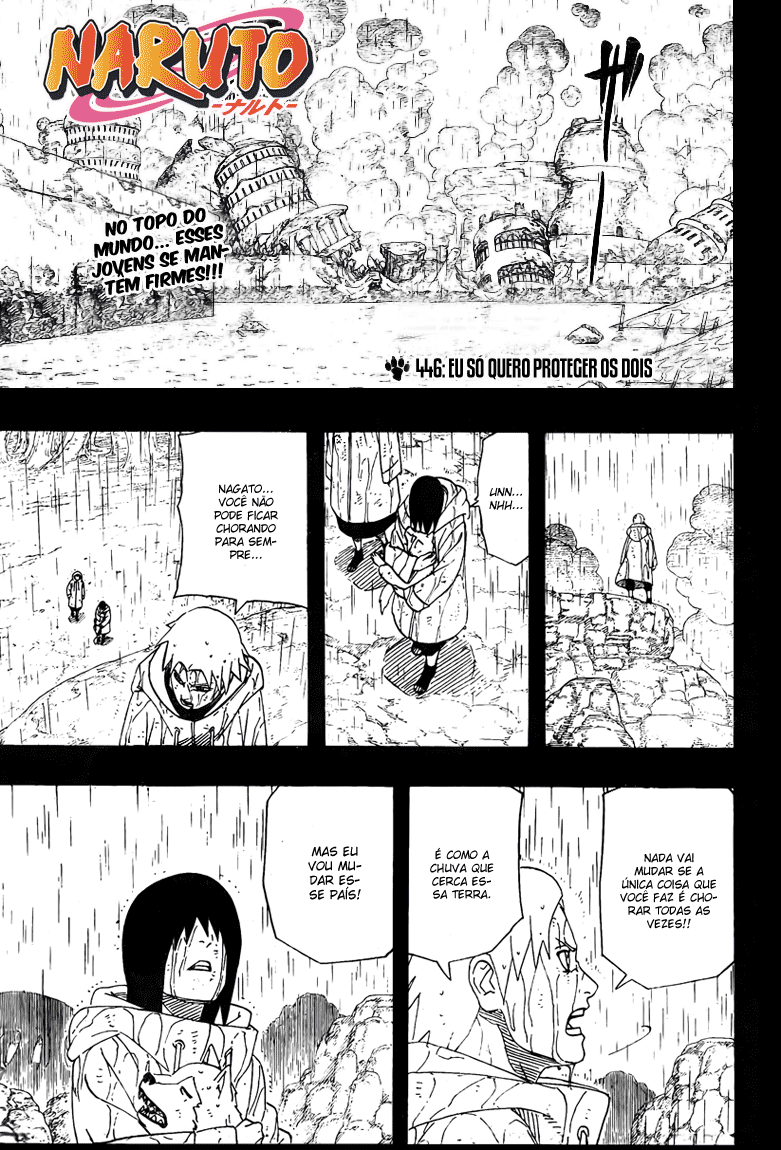 NARUTO
-ナルト-
ザ
NO TOPO DO
MUNDO... ESSES
JOVENS SE MAN-
TÊM FIRMES!!!
446: EU SÓ QUERO PROTEGER OS DOIS
UNN...
NHH...
NAGATO...
VOCÊ NÃO
PODE FICAR
CHORANDO
PARA SEM-
PRE...
NADA VAI
MUDAR SE A
ÚNICA COISA QUE
VOCÊ FAZ É CHO-
RAR TODAS AS
VEZES!!
É COMO A
CHUVA QUE
CERCA ES-
SA TERRA.
MAS EU
VOU MU-
DAR ES-
SE PAÍS!